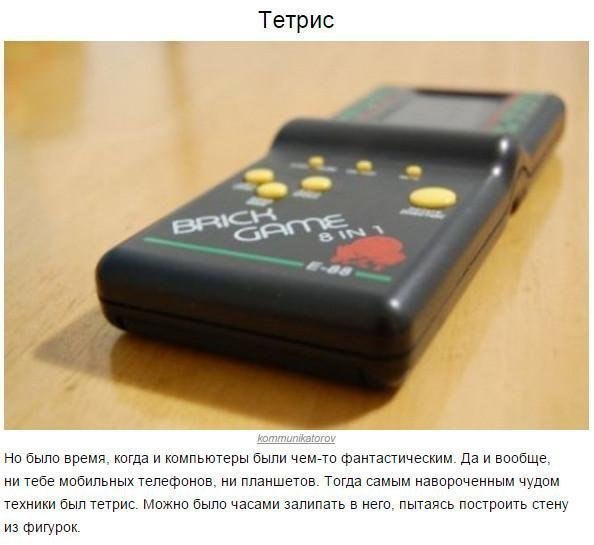 Тетрис
BRICK
GAME
8 IN 1
E-88
kommunikatorov
Но было время, когда и компьютеры были чем-то фантастическим. Да и вообще,
ни тебе мобильных телефонов, ни планшетов. Тогда самым навороченным чудом
техники был тетрис. Можно было часами залипать в него, пытаясь построить стену
из фигурок.